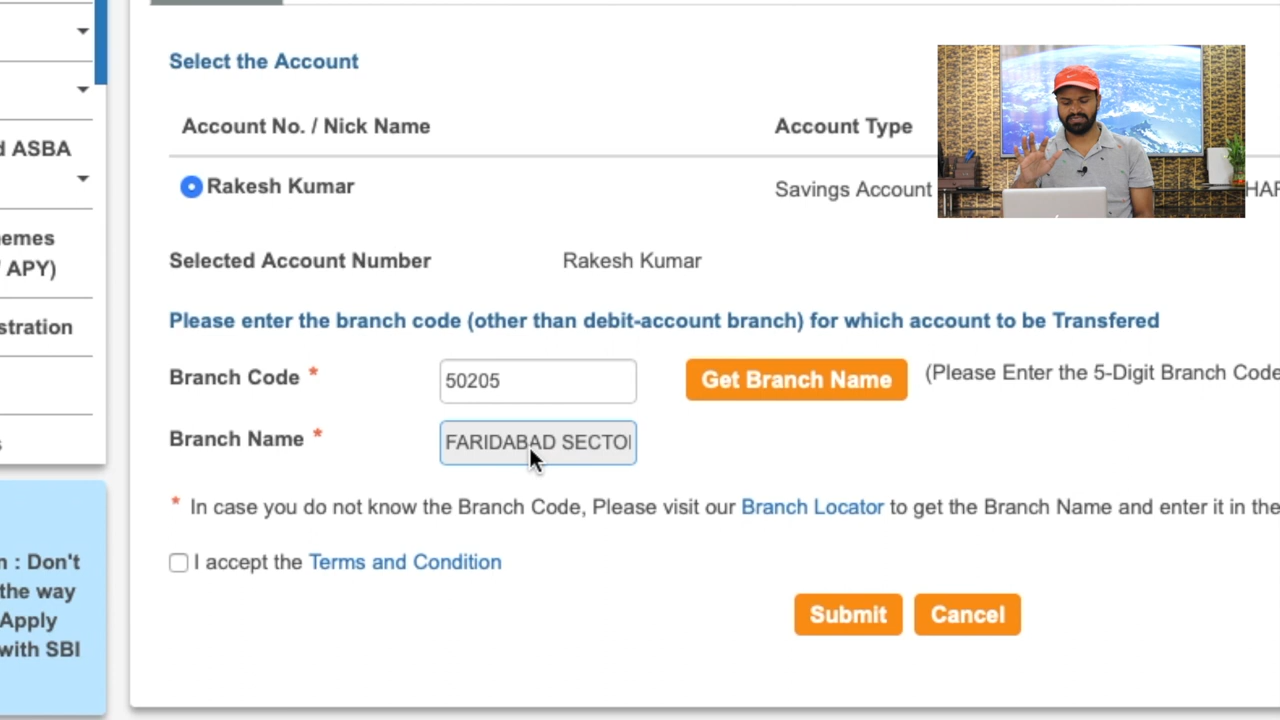 d ASBA
emes
APY)
stration
n : Don't
the way
Apply
with SBI
Select the Account
Account No. / Nick Name Account Type
Rakesh Kumar Savings Account HAR
Selected Account Number Rakesh Kumar
Please enter the branch code (other than debit-account branch) for which account to be Transfered
Branch Code * 50205 Get Branch Name (Please Enter the 5-Digit Branch Code
Branch Name * FARIDABAD SECTO
* In case you do not know the Branch Code, Please visit our Branch Locator to get the Branch Name and enter it in the
I accept the Terms and Condition
Submit Cancel